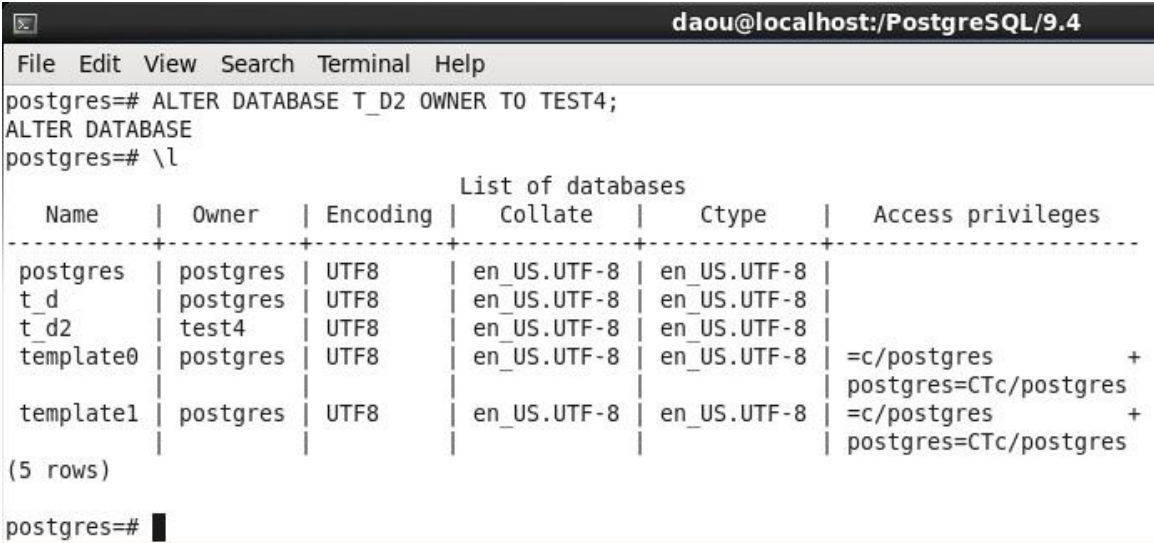 daou@localhost:/PostgreSQL/9.4
File Edit View Search Terminal Help
postgres=# ALTER DATABASE T_D2 OWNER TO TEST4;
ALTER DATABASE
postgres=# \l
                                  List of databases
   Name    |  Owner   | Encoding |   Collate   |    Ctype    |   Access privileges
-----------+----------+----------+-------------+-------------+-----------------------
 postgres  | postgres | UTF8     | en_US.UTF-8 | en_US.UTF-8 |
 t_d       | postgres | UTF8     | en_US.UTF-8 | en_US.UTF-8 |
 t_d2      | test4    | UTF8     | en_US.UTF-8 | en_US.UTF-8 |
 template0 | postgres | UTF8     | en_US.UTF-8 | en_US.UTF-8 | =c/postgres          +
           |          |          |             |             | postgres=CTc/postgres
 template1 | postgres | UTF8     | en_US.UTF-8 | en_US.UTF-8 | =c/postgres          +
           |          |          |             |             | postgres=CTc/postgres
(5 rows)
postgres=#